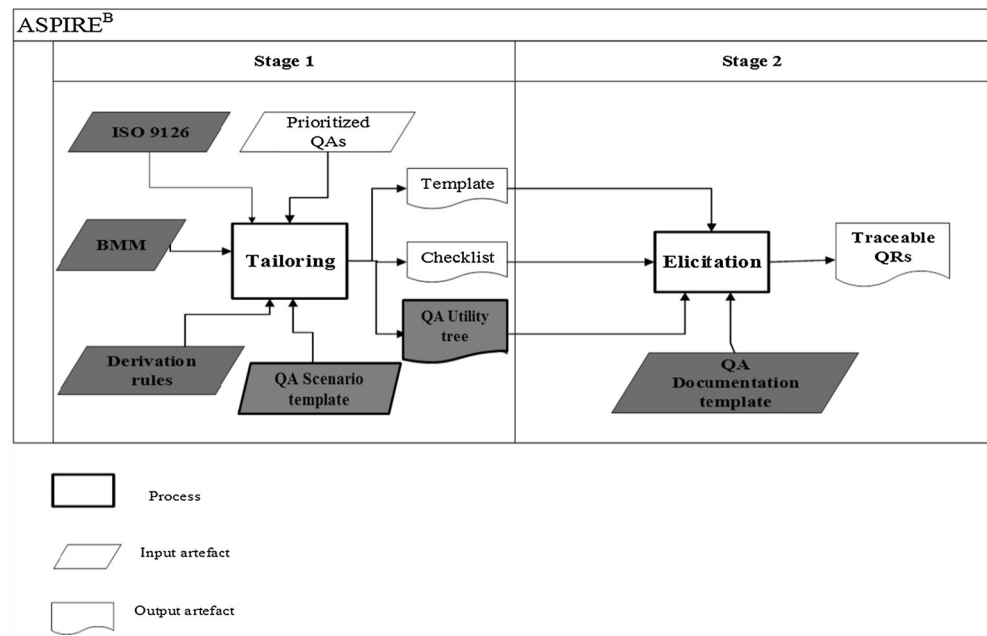 ASPIREᴮ
Stage 1
Stage 2
ISO 9126
Prioritized
QAs
Template
BMM
Tailoring
Checklist
Elicitation
Traceable
QRs
QA Utility
tree
Derivation
rules
QA Scenario
template
QA
Documentation
template
Process
Input artefact
Output artefact